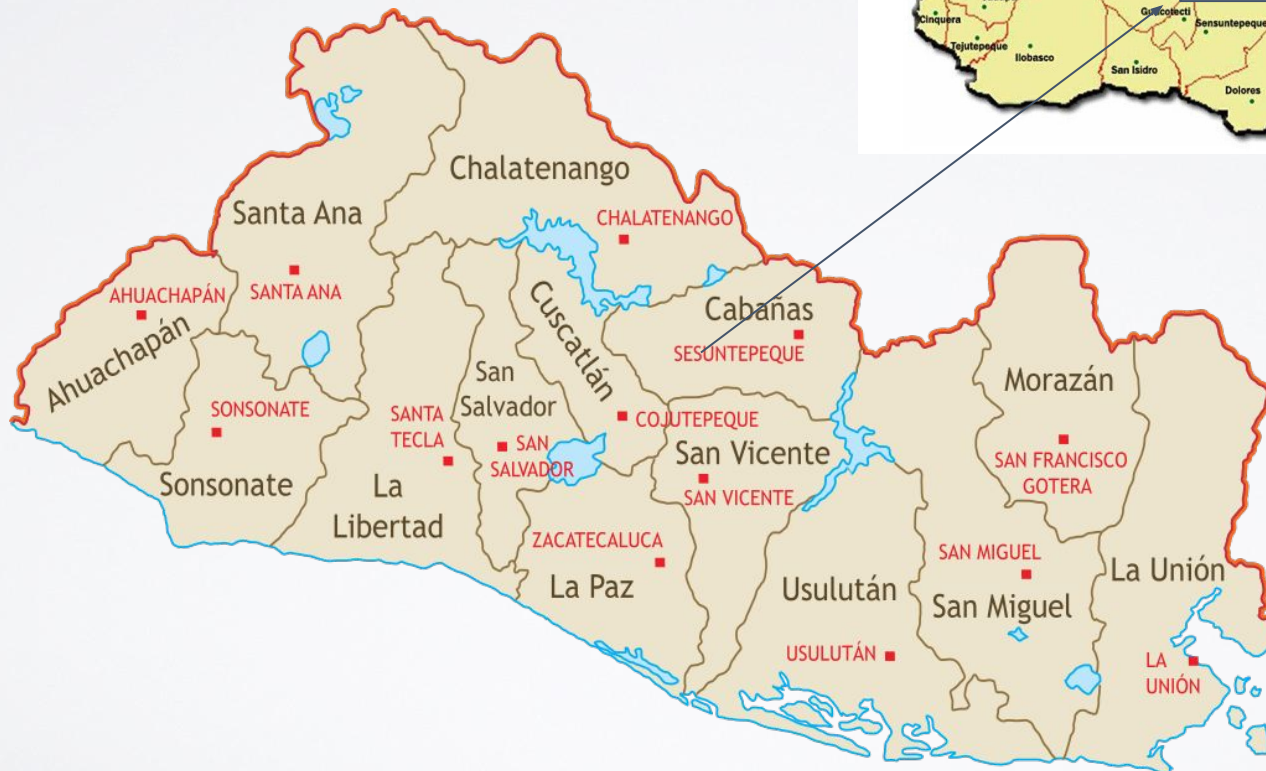 Cinquera
Guacotecti
Sensuntepeque
Tejutepeque
Ilobasco
San Isidro
Dolores
Chalatenango
CHALATENANGO
Santa Ana
SANTA ANA
AHUACHAPÁN
Ahuachapán
Cabañas
SESUNTEPEQUE
Cuscatlán
COJUTEPEQUE
San
Salvador
SAN
SALVADOR
SONSONATE
Sonsonate
SANTA
TECLA
La
Libertad
San Vicente
SAN VICENTE
Morazán
SAN FRANCISCO
GOTERA
ZACATECALUCA
La Paz
Usulután
USULUTÁN
SAN MIGUEL
San Miguel
La Unión
LA
UNIÓN